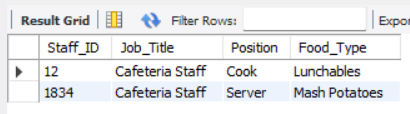 Result Grid Filter Rows: Expor
Staff_ID Job_Title Position Food_Type
12 Cafeteria Staff Cook Lunchables
1834 Cafeteria Staff Server Mash Potatoes